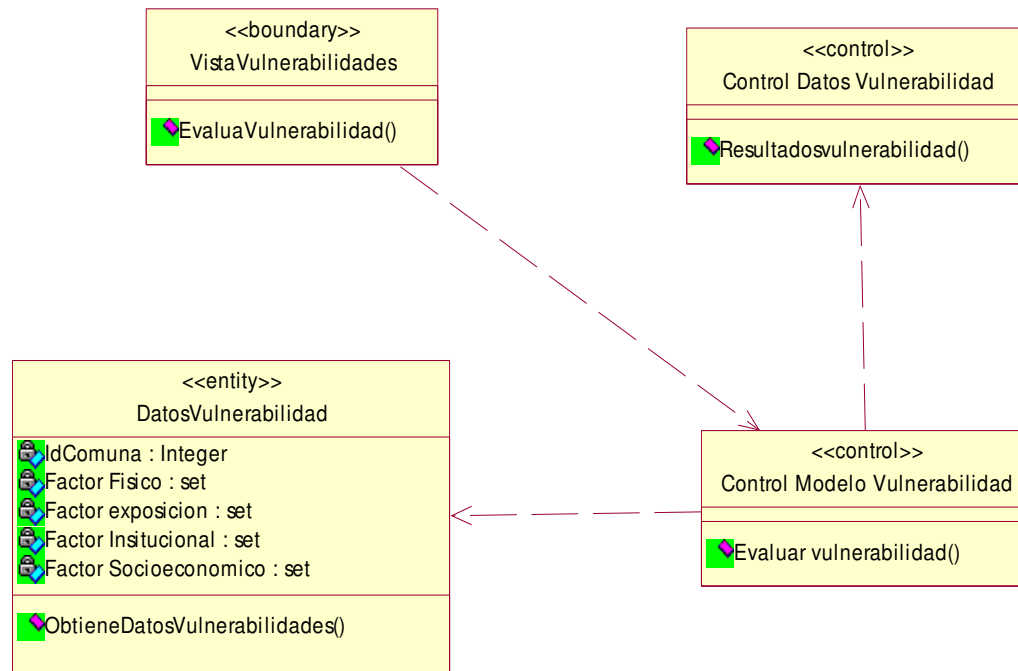 <<boundary>>
VistaVulnerabilidades
EvaluaVulnerabilidad()
<<control>>
Control Datos Vulnerabilidad
Resultadosvulnerabilidad()
<<entity>>
DatosVulnerabilidad
IdComuna : Integer
Factor Fisico : set
Factor exposicion : set
Factor Insitucional : set
Factor Socioeconomico : set
ObtieneDatosVulnerabilidades()
<<control>>
Control Modelo Vulnerabilidad
Evaluar vulnerabilidad()